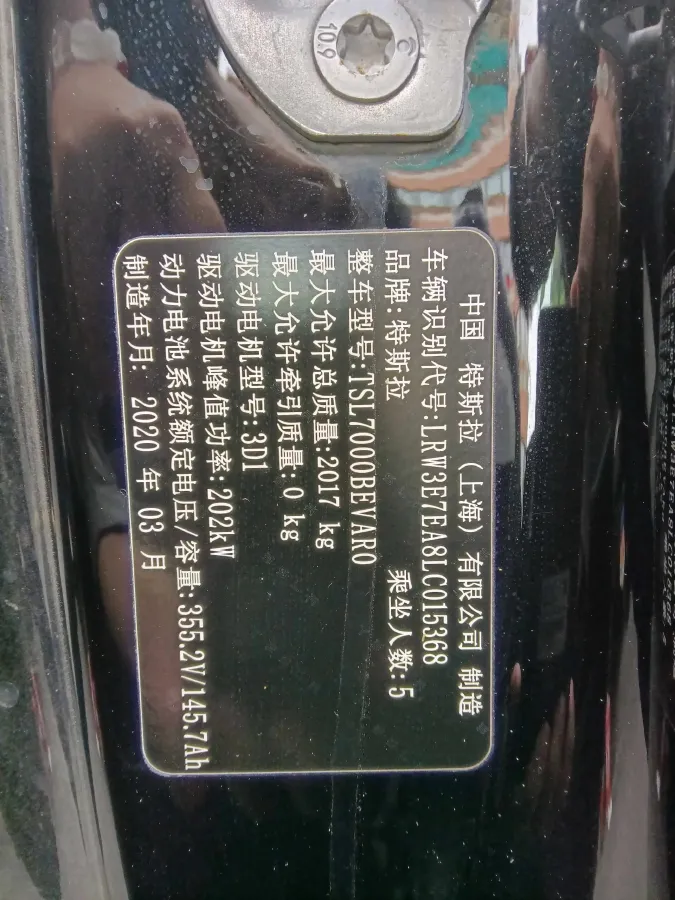 10.9
中国 特斯拉(上海)有限公司 制造
车辆识别代号:LRW3E7EA8LC015368
品牌:特斯拉 乘坐人数:5
整车型号:TSL7000BEVAR0
最大允许总质量:2017 kg
最大允许牵引质量:0 kg
驱动电机型号:3D1
驱动电机峰值功率:202kW
动力电池系统额定电压/容量:355.2V/145.7Ah
制造年月: 2020 年 03 月